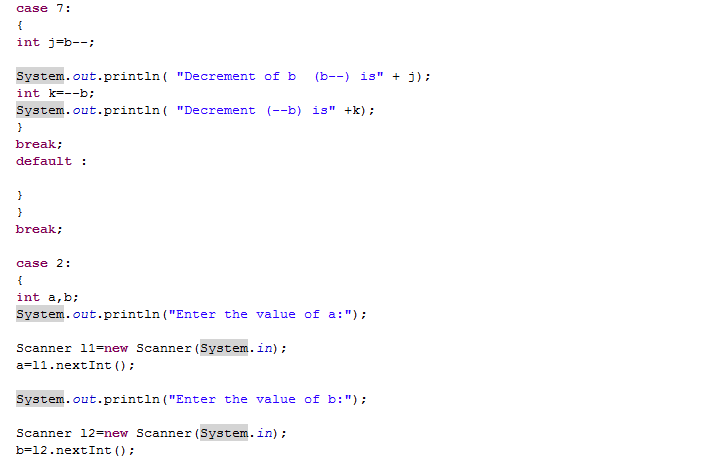 case 7:
{
int j=b--;
System.out.println( "Decrement of b  (b--) is" + j);
int k=--b;
System.out.println( "Decrement (--b) is" +k);
}
break;
default :
}
}
break;
case 2:
{
int a,b;
System.out.println("Enter the value of a:");
Scanner l1=new Scanner(System.in);
a=l1.nextInt();
System.out.println("Enter the value of b:");
Scanner l2=new Scanner(System.in);
b=l2.nextInt();